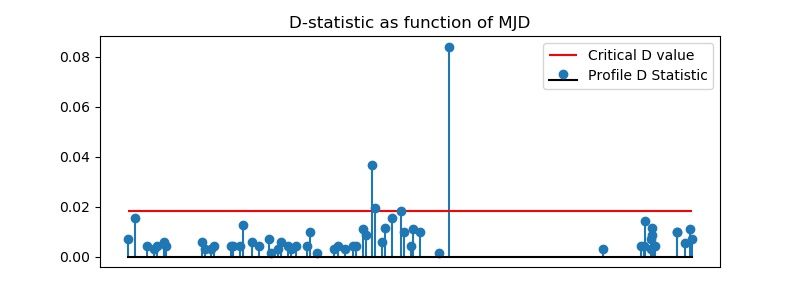 D-statistic as function of MJD
Critical D value
Profile D Statistic
0.08
0.06
0.04
0.02
0.00